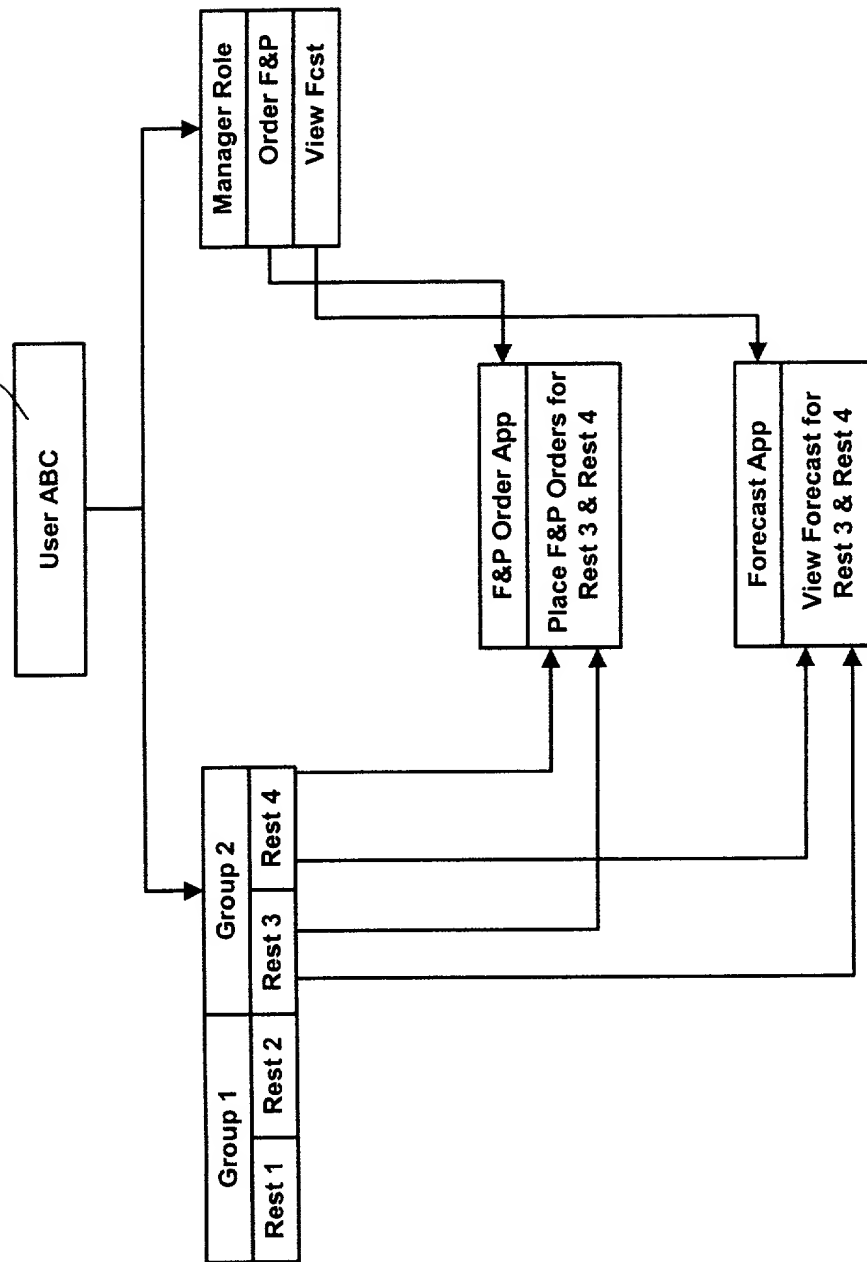 User ABC
Group 1
Group 2
Rest 1
Rest 2
Rest 3
Rest 4
Manager Role
Order F&P
View Fcst
F&P Order App
Place F&P Orders for
Rest 3 & Rest 4
Forecast App
View Forecast for
Rest 3 & Rest 4